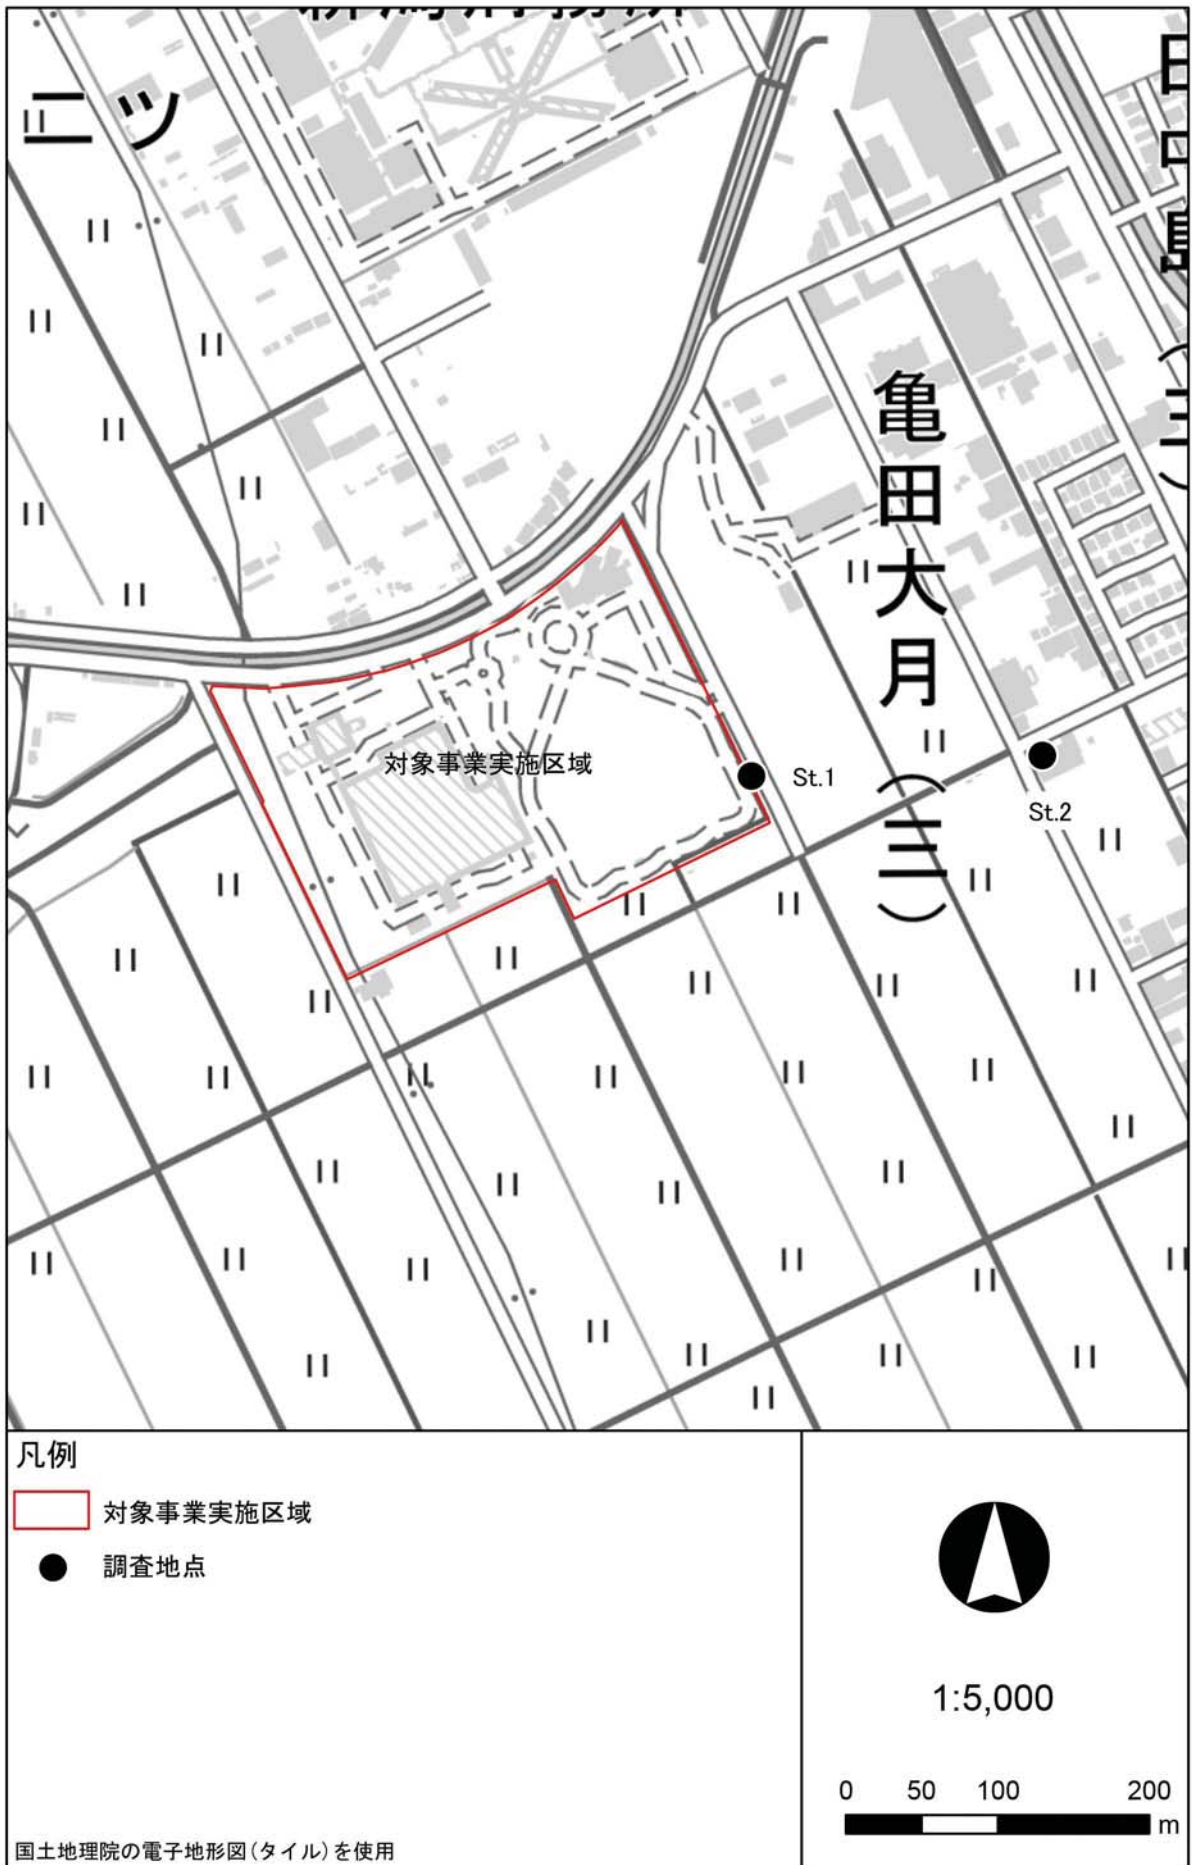 二ツ
亀田大月(三)
対象事業実施区域
St.1
St.2
凡例
対象事業実施区域
調査地点
1:5,000
0 50 100 200
m
国土地理院の電子地形図(タイル)を使用